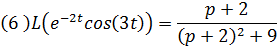 (6 )L(e^{-2t}cos(3t)) = \frac{p + 2}{(p + 2)^2 + 9}